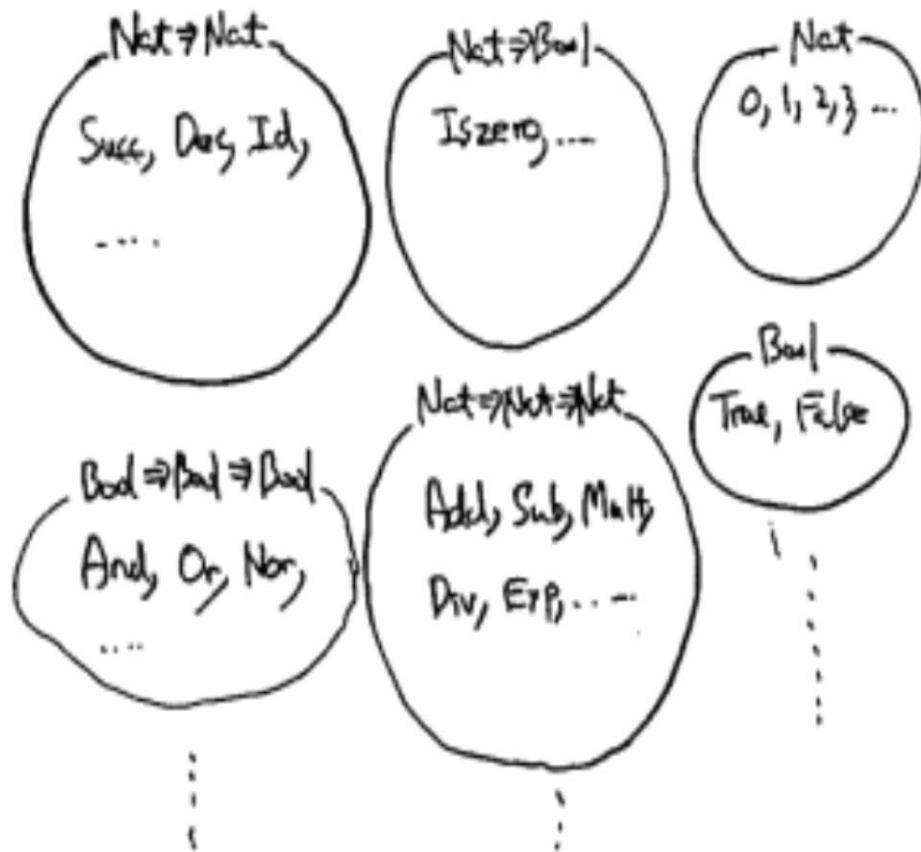 Nat⇒Nat
Succ, Dec, Id,
....
Nat⇒Bool
Iszero, ....
Nat
0, 1, 2, 3, ...
Bool
True, False
Bool⇒Bool⇒Bool
And, Or, Nor,
....
Nat⇒Nat⇒Nat
Add, Sub, Mult,
Div, Exp, .....